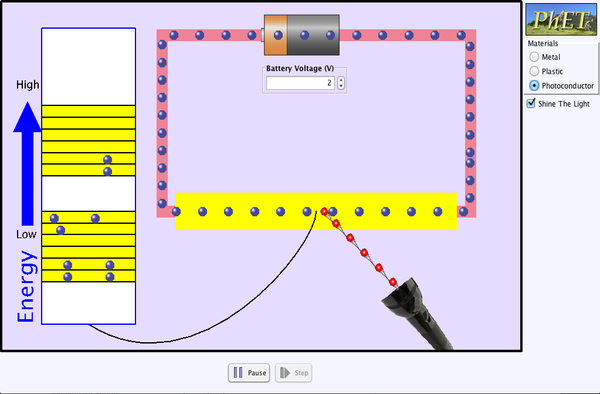 PhET
Materials
Metal
Plastic
Photoconductor
Shine The Light
Battery Voltage (V)
2
High
Low
Energy
Pause
Step